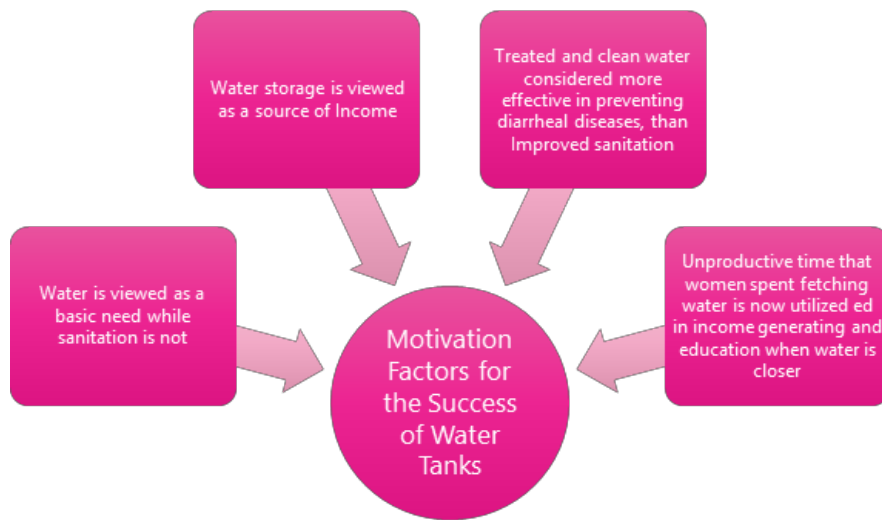 Water is viewed as a
basic need while
sanitation is not
Water storage is viewed
as a source of Income
Treated and clean water
considered more
effective in preventing
diarrheal diseases, than
Improved sanitation
Unproductive time that
women spent fetching
water is now utilized ed
in income generating and
education when water is
closer
Motivation
Factors for
the Success
of Water
Tanks